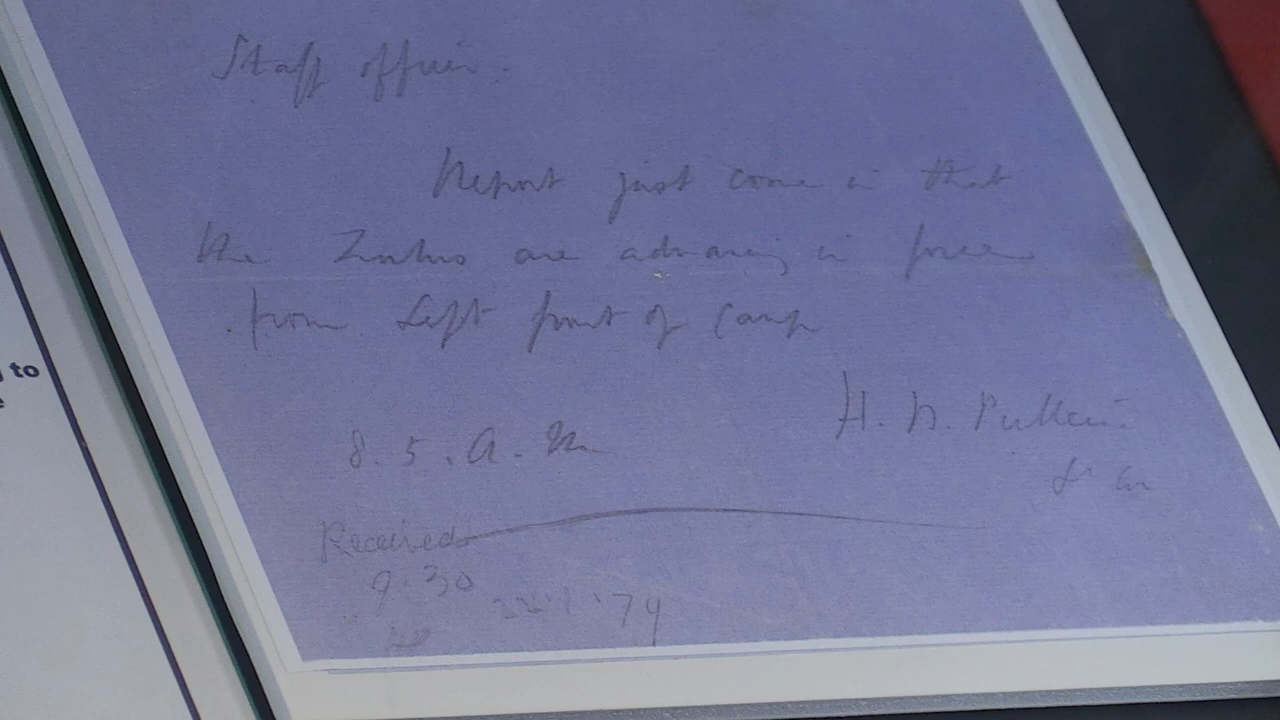 Staff officer.
Report just come in that
the Zulus are advancing in force
from Left front of Camp
8.5. A.M
H. B. Pulleine
Lt Col
Received
9.30 22.1.79
to